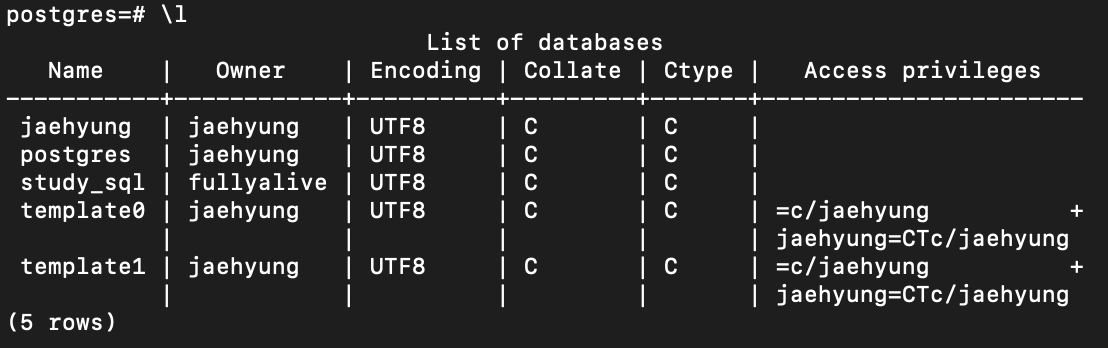 postgres=# \l
                              List of databases
   Name    |   Owner    | Encoding | Collate | Ctype |   Access privileges
-----------+------------+----------+---------+-------+-----------------------
 jaehyung  | jaehyung   | UTF8     | C       | C     |
 postgres  | jaehyung   | UTF8     | C       | C     |
 study_sql | fullyalive | UTF8     | C       | C     |
 template0 | jaehyung   | UTF8     | C       | C     | =c/jaehyung          +
           |            |          |         |       | jaehyung=CTc/jaehyung
 template1 | jaehyung   | UTF8     | C       | C     | =c/jaehyung          +
           |            |          |         |       | jaehyung=CTc/jaehyung
(5 rows)